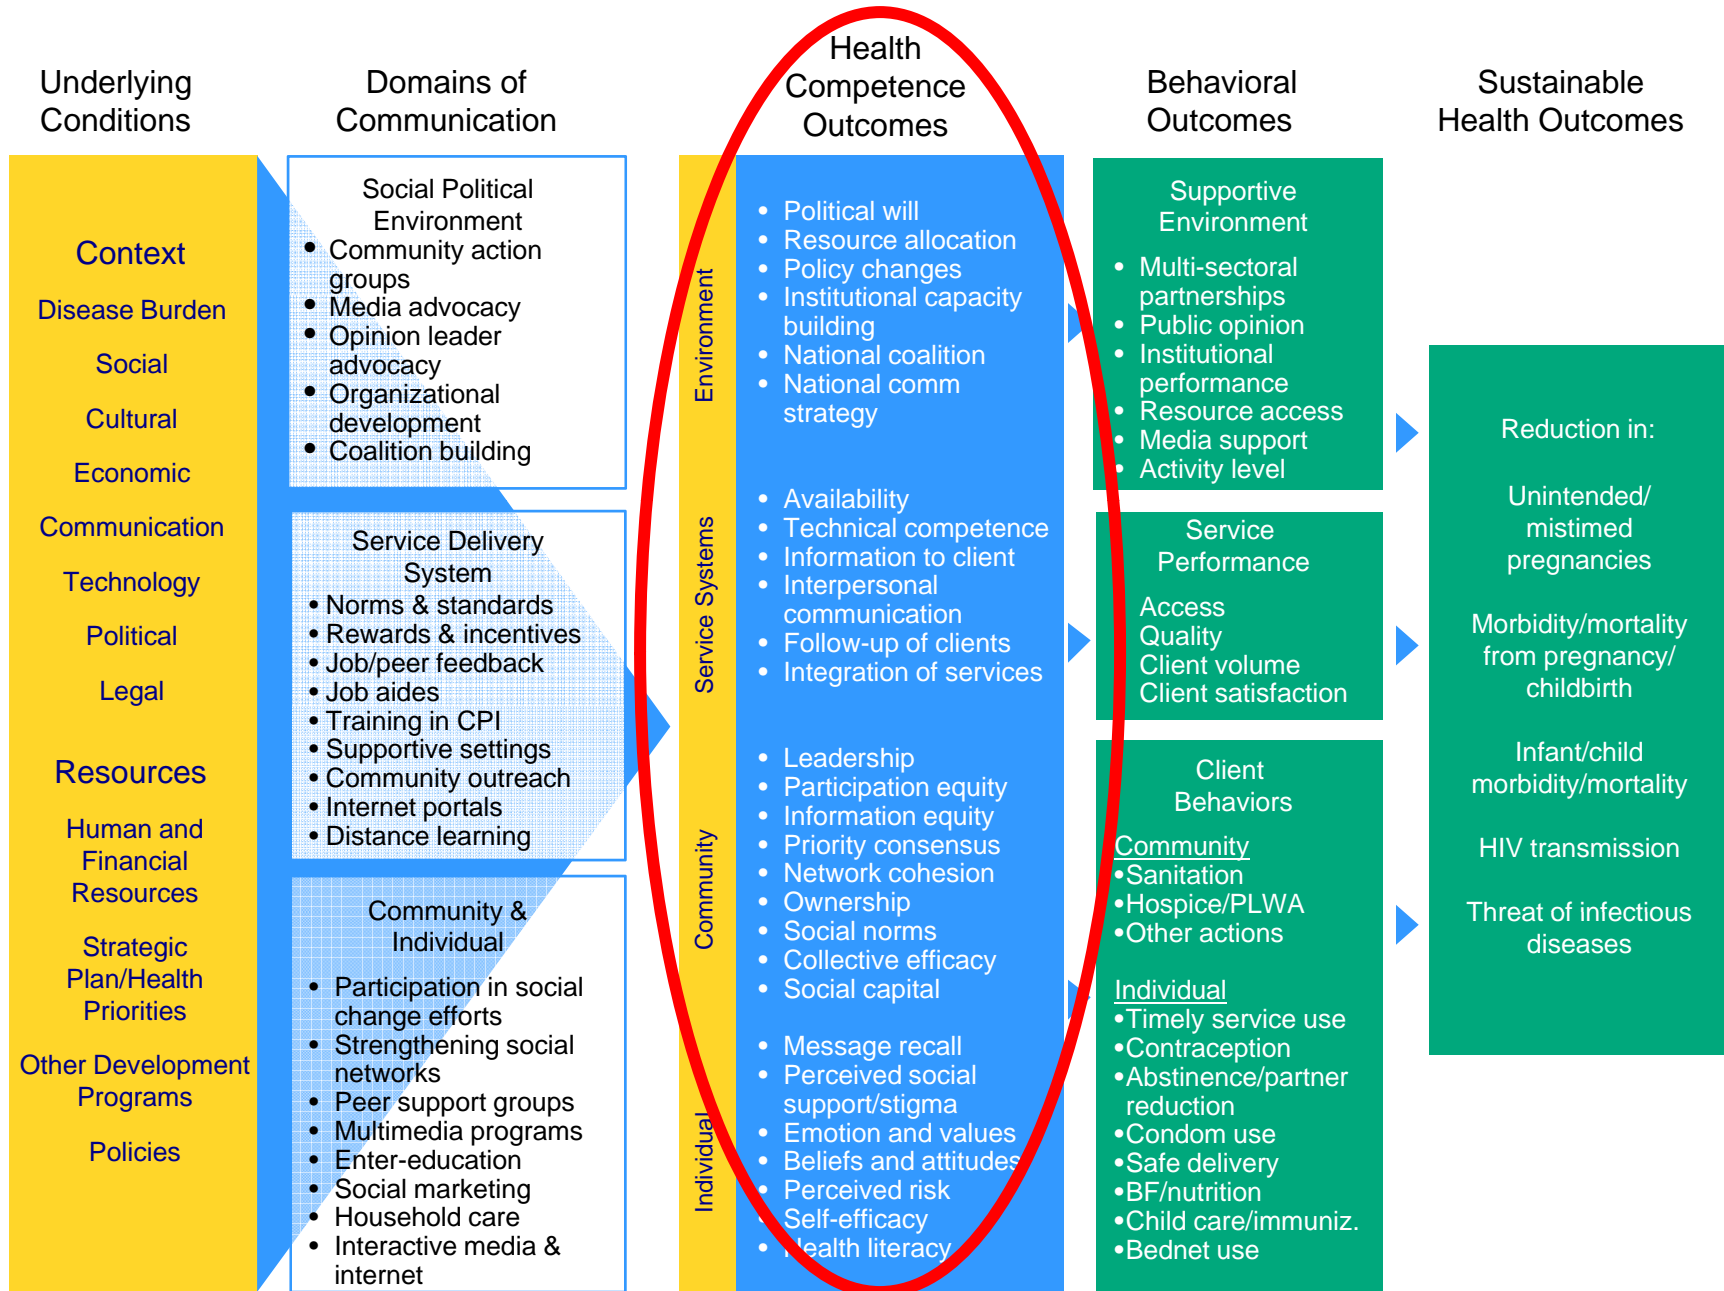 Underlying
Conditions
Context
Disease Burden
Social
Cultural
Economic
Communication
Technology
Political
Legal
Resources
Human and
Financial
Resources
Strategic
Plan/Health
Priorities
Other Development
Programs
Policies
Domains of
Communication
Social Political
Environment
• Community action
groups
• Media advocacy
• Opinion leader
advocacy
• Organizational
development
• Coalition building
Service Delivery
System
• Norms & standards
• Rewards & incentives
• Job/peer feedback
• Job aides
• Training in CPI
• Supportive settings
• Community outreach
• Internet portals
• Distance learning
Community &
Individual
• Participation in social
change efforts
• Strengthening social
networks
• Peer support groups
• Multimedia programs
• Enter-education
• Social marketing
• Household care
• Interactive media &
internet
Health
Competence
Outcomes
Environment
• Political will
• Resource allocation
• Policy changes
• Institutional capacity
building
• National coalition
• National comm
strategy
Service Systems
• Availability
• Technical competence
• Information to client
• Interpersonal
communication
• Follow-up of clients
• Integration of services
Community
• Leadership
• Participation equity
• Information equity
• Priority consensus
• Network cohesion
• Ownership
• Social norms
• Collective efficacy
• Social capital
Individual
• Message recall
• Perceived social
support/stigma
• Emotion and values
• Beliefs and attitudes
• Perceived risk
• Self-efficacy
• Health literacy
Behavioral
Outcomes
Supportive
Environment
• Multi-sectoral
partnerships
• Public opinion
• Institutional
performance
• Resource access
• Media support
• Activity level
Service
Performance
Access
Quality
Client volume
Client satisfaction
Client
Behaviors
Community
•Sanitation
•Hospice/PLWA
•Other actions
Individual
•Timely service use
•Contraception
•Abstinence/partner
reduction
•Condom use
•Safe delivery
•BF/nutrition
•Child care/immuniz.
•Bednet use
Sustainable
Health Outcomes
Reduction in:
Unintended/
mistimed
pregnancies
Morbidity/mortality
from pregnancy/
childbirth
Infant/child
morbidity/mortality
HIV transmission
Threat of infectious
diseases